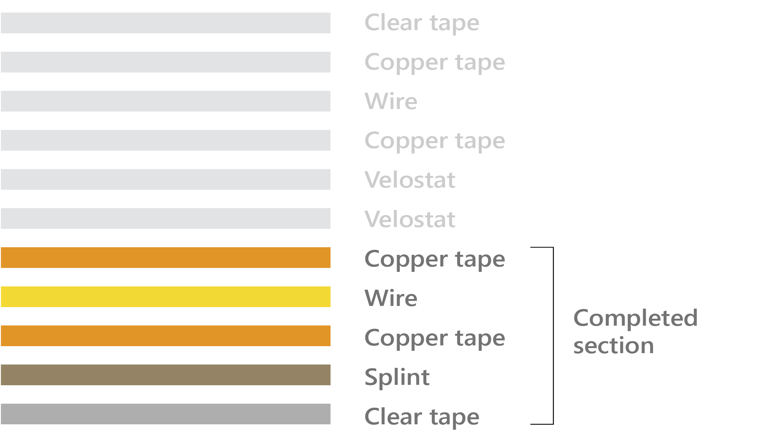 Clear tape
Copper tape
Wire
Copper tape
Velostat
Velostat
Copper tape
Wire
Copper tape
Splint
Clear tape
Completed
section